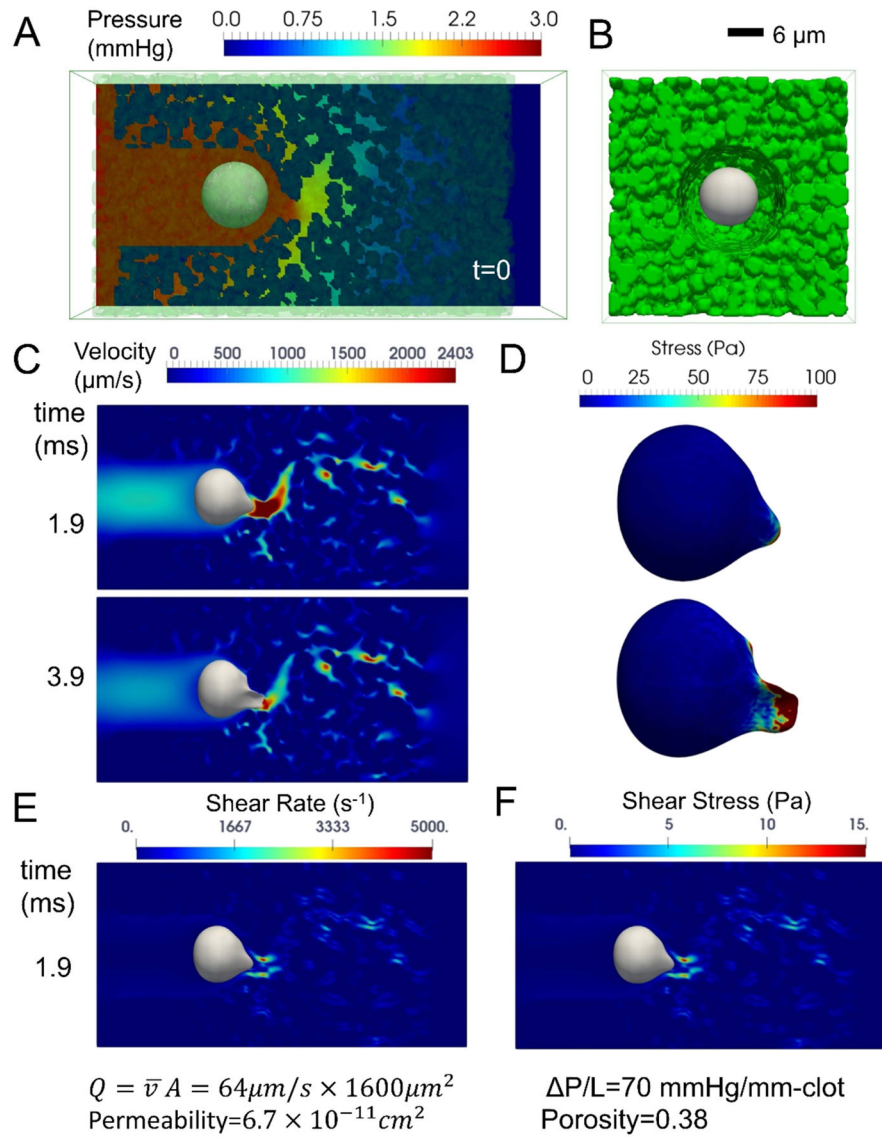 A
Pressure
(mmHg)
0.0 0.75 1.5 2.2 3.0
t=0
B
6 μm
C
Velocity
(μm/s)
0 500 1000 1500 2000 2403
time
(ms)
1.9
3.9
D
Stress (Pa)
0 25 50 75 100
E
Shear Rate (s⁻¹)
0. 1667 3333 5000.
time
(ms)
1.9
F
Shear Stress (Pa)
0. 5 10 15.
Q = v̄ A = 64μm/s × 1600μm²
Permeability=6.7 × 10⁻¹¹cm²
ΔP/L=70 mmHg/mm-clot
Porosity=0.38